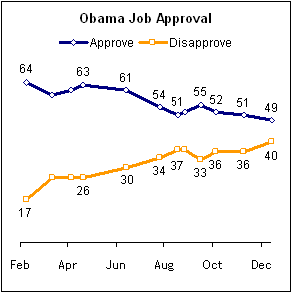 Obama Job Approval
Approve Disapprove
64 63 61 54 51 55 52 51 49
17 26 30 34 37 33 36 36 40
Feb Apr Jun Aug Oct Dec